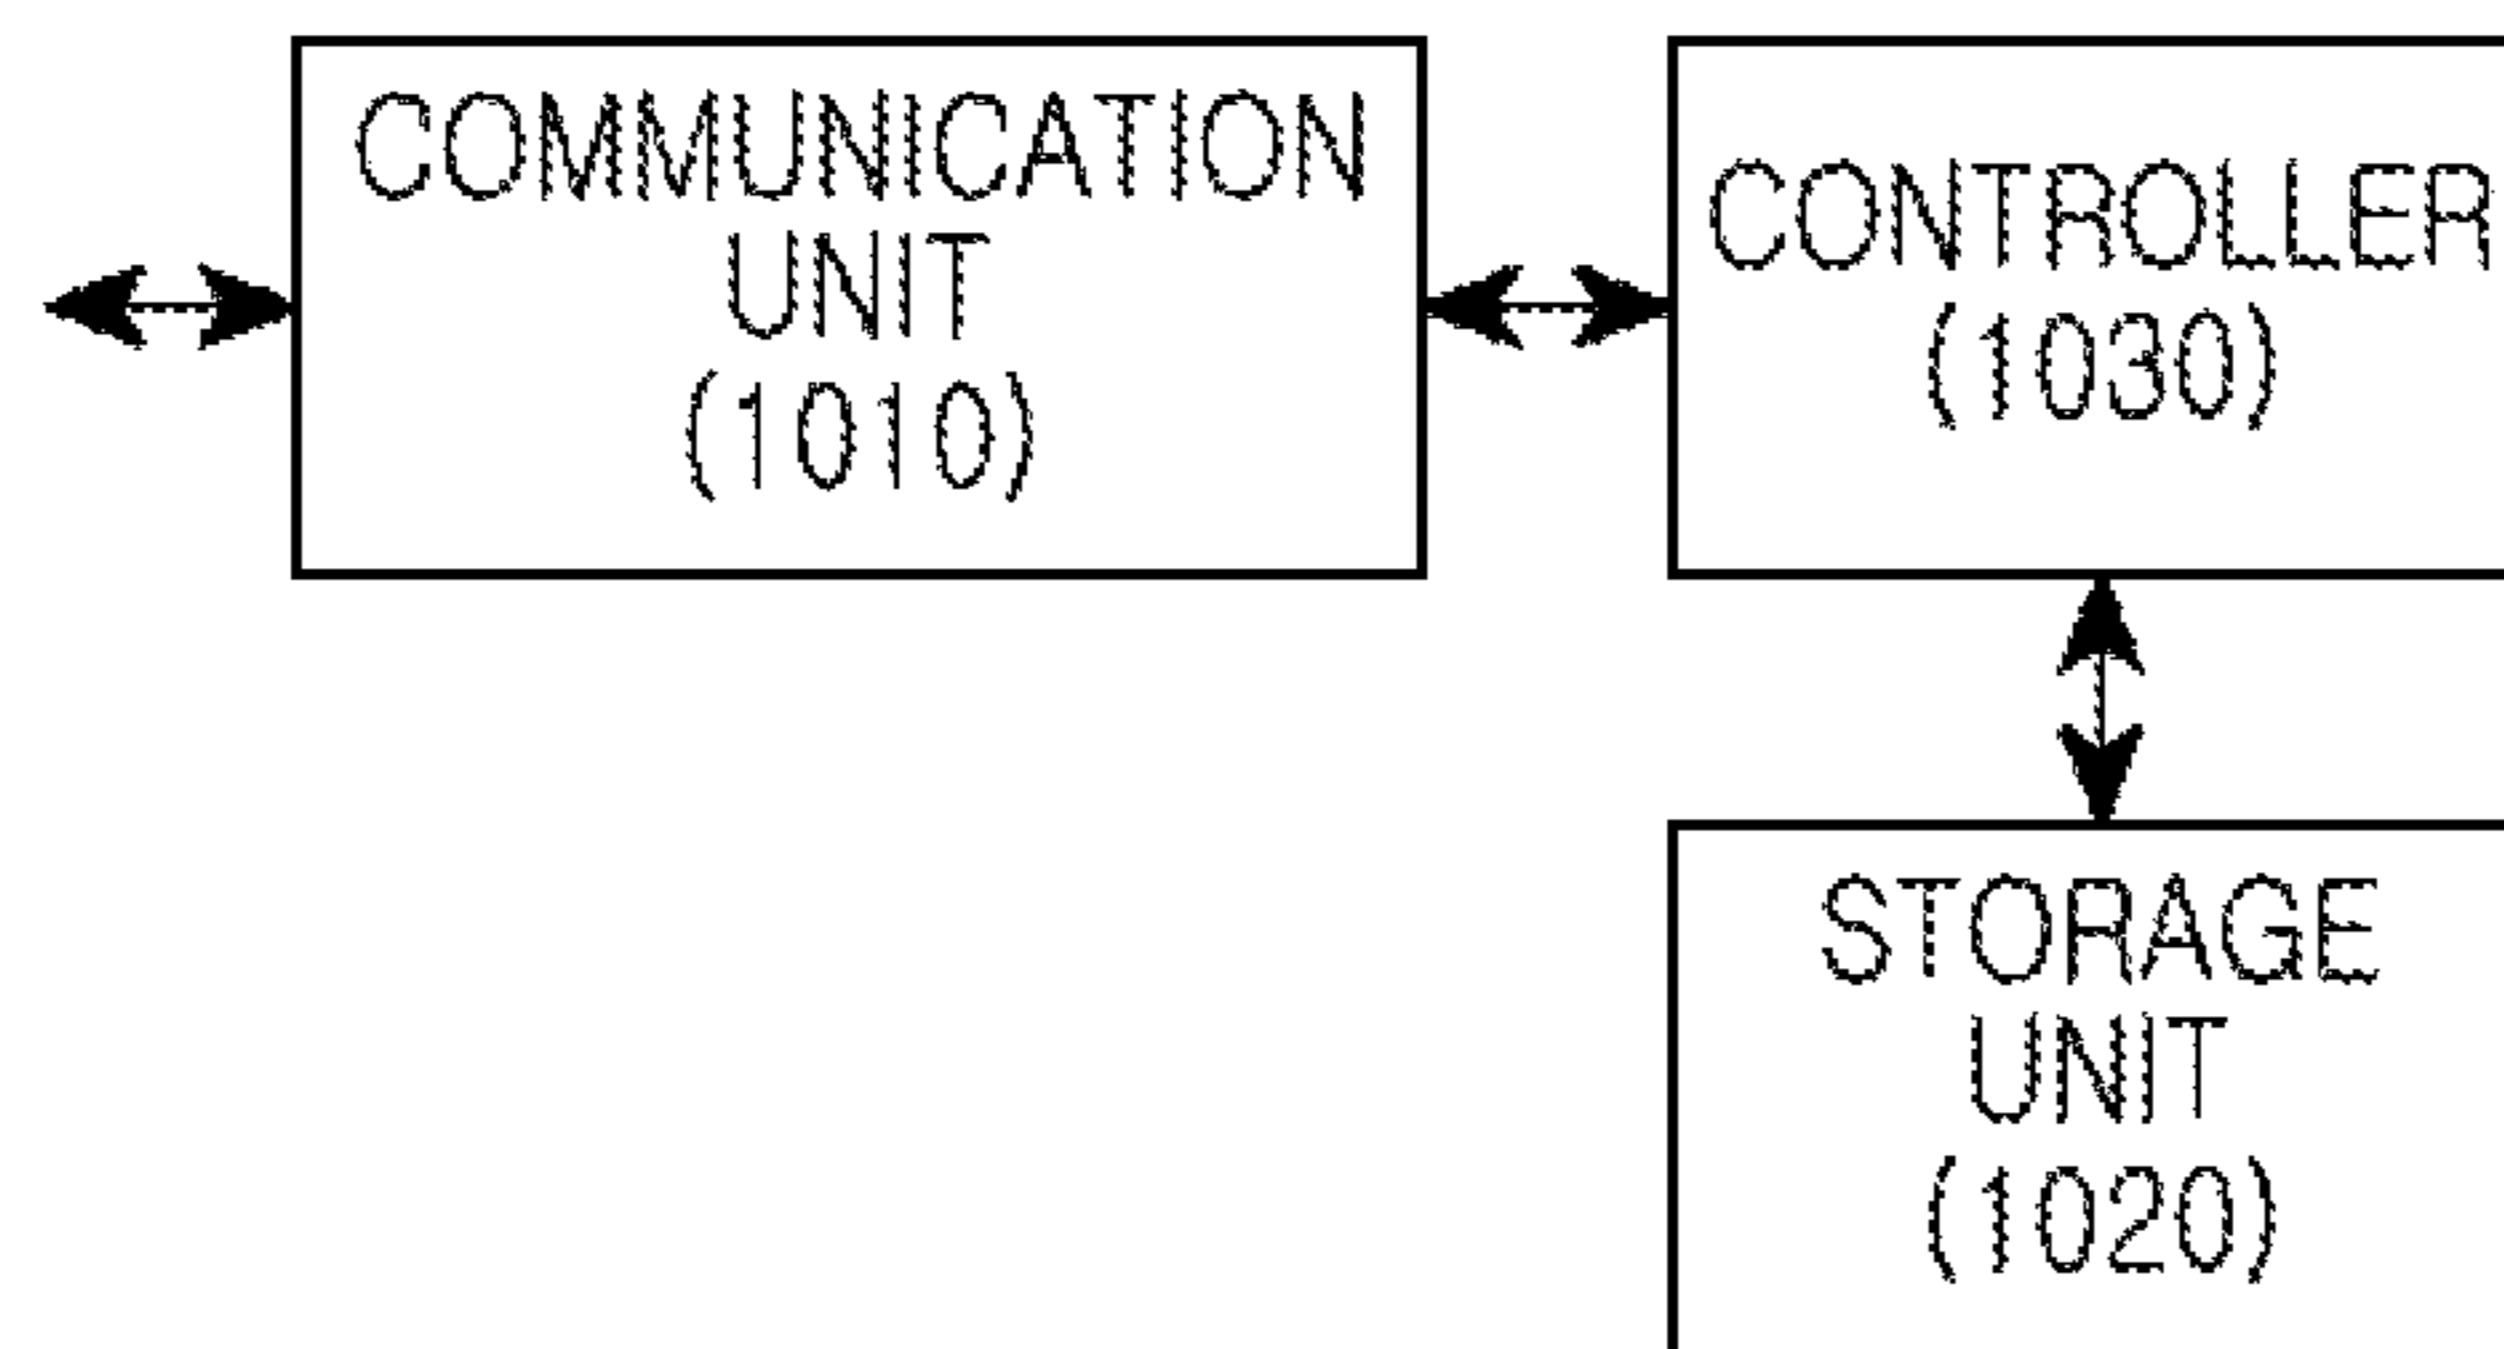 COMMUNICATION
UNIT
(1010)
CONTROLLER
(1030)
STORAGE
UNIT
(1020)